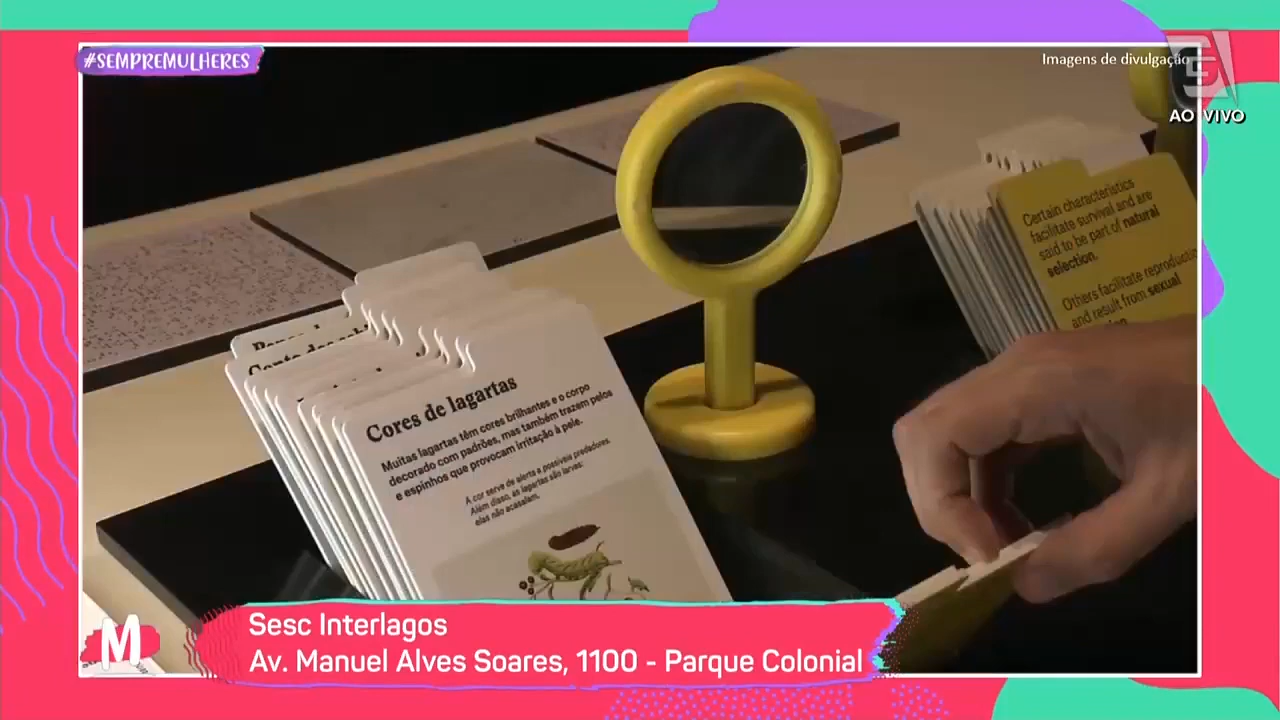 #SEMPREMULHERES
Imagens de divulgação
AO VIVO
Certain characteristics
facilitate survival and are
said to be part of natural
selection.
Others facilitate reproduction
and result from sexual
Cores de lagartas
Muitas lagartas têm cores brilhantes e o corpo
decorado com padrões, mas também trazem pelos
e espinhos que provocam irritação à pele.
A cor serve de alerta a possíveis predadores.
Além disso, as lagartas são larvas:
elas não acasalam.
M
Sesc Interlagos
Av. Manuel Alves Soares, 1100 - Parque Colonial